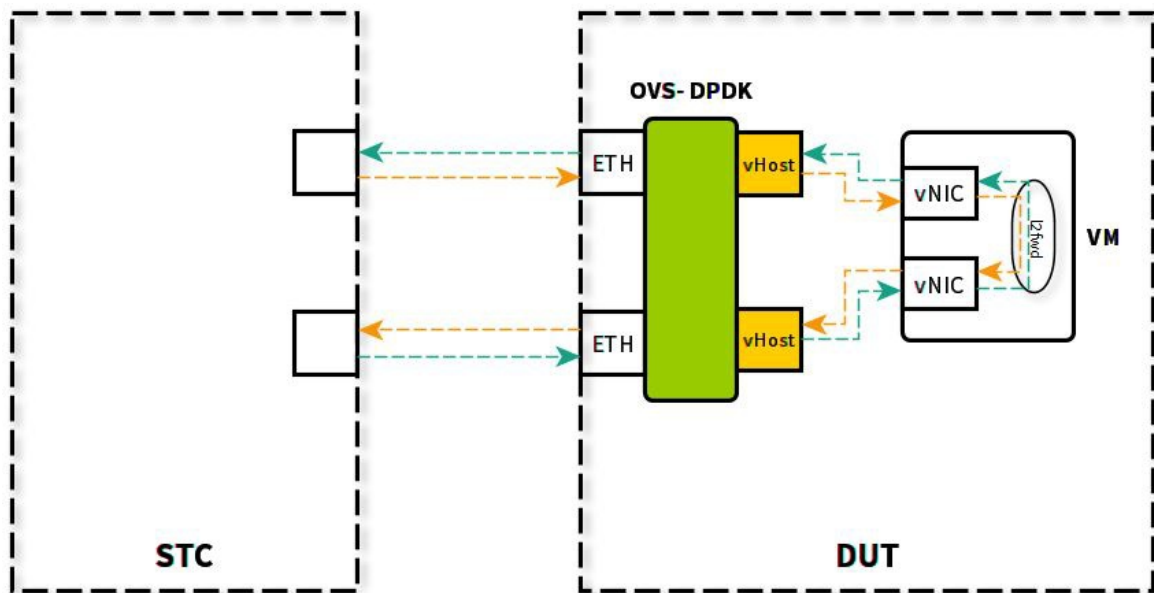 OVS- DPDK
ETH
vHost
vNIC
l2fwd
VM
vNIC
ETH
vHost
STC
DUT